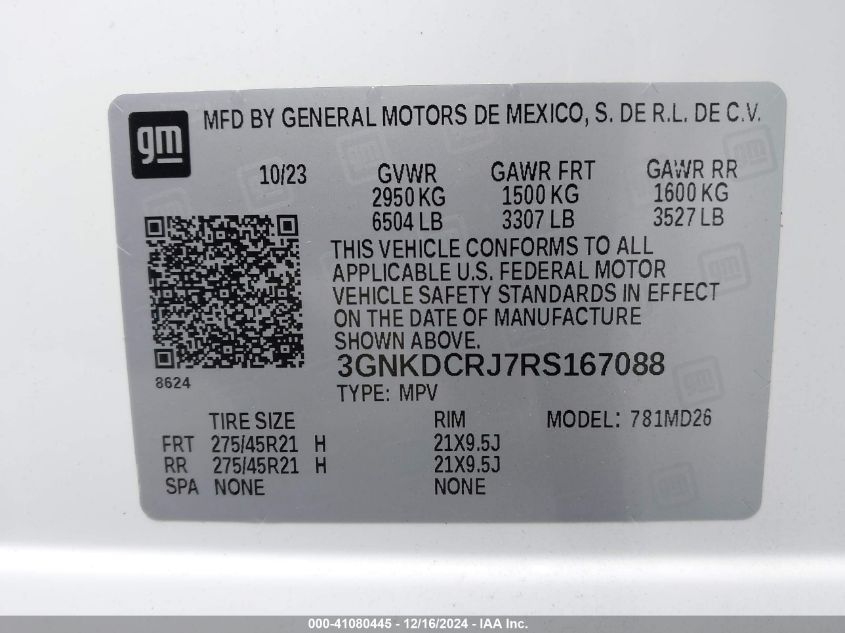 gm
MFD BY GENERAL MOTORS DE MEXICO, S. DE R.L. DE C.V.
10/23 GVWR GAWR FRT GAWR RR
2950 KG 1500 KG 1600 KG
6504 LB 3307 LB 3527 LB
THIS VEHICLE CONFORMS TO ALL
APPLICABLE U.S. FEDERAL MOTOR
VEHICLE SAFETY STANDARDS IN EFFECT
ON THE DATE OF MANUFACTURE
SHOWN ABOVE.
3GNKDCRJ7RS167088
8624
TYPE: MPV
TIRE SIZE RIM MODEL: 781MD26
FRT 275/45R21 H 21X9.5J
RR 275/45R21 H 21X9.5J
SPA NONE NONE
000-41080445 - 12/16/2024 - IAA Inc.